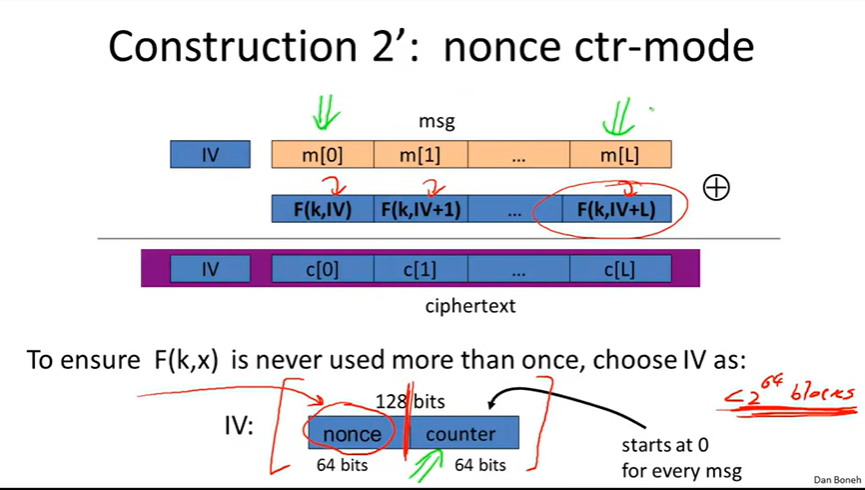 Construction 2’: nonce ctr-mode
msg
IV m[0] m[1] ... m[L]
F(k,IV) F(k,IV+1) ... F(k,IV+L) ⊕
IV c[0] c[1] ... c[L]
ciphertext
To ensure F(k,x) is never used more than once, choose IV as:
< 2^64 blocks
128 bits
IV: nonce counter
64 bits 64 bits
starts at 0
for every msg
Dan Boneh